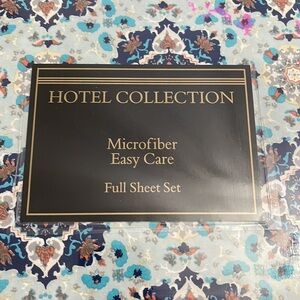 HOTEL COLLECTION
Microfiber
Easy Care
Full Sheet Set